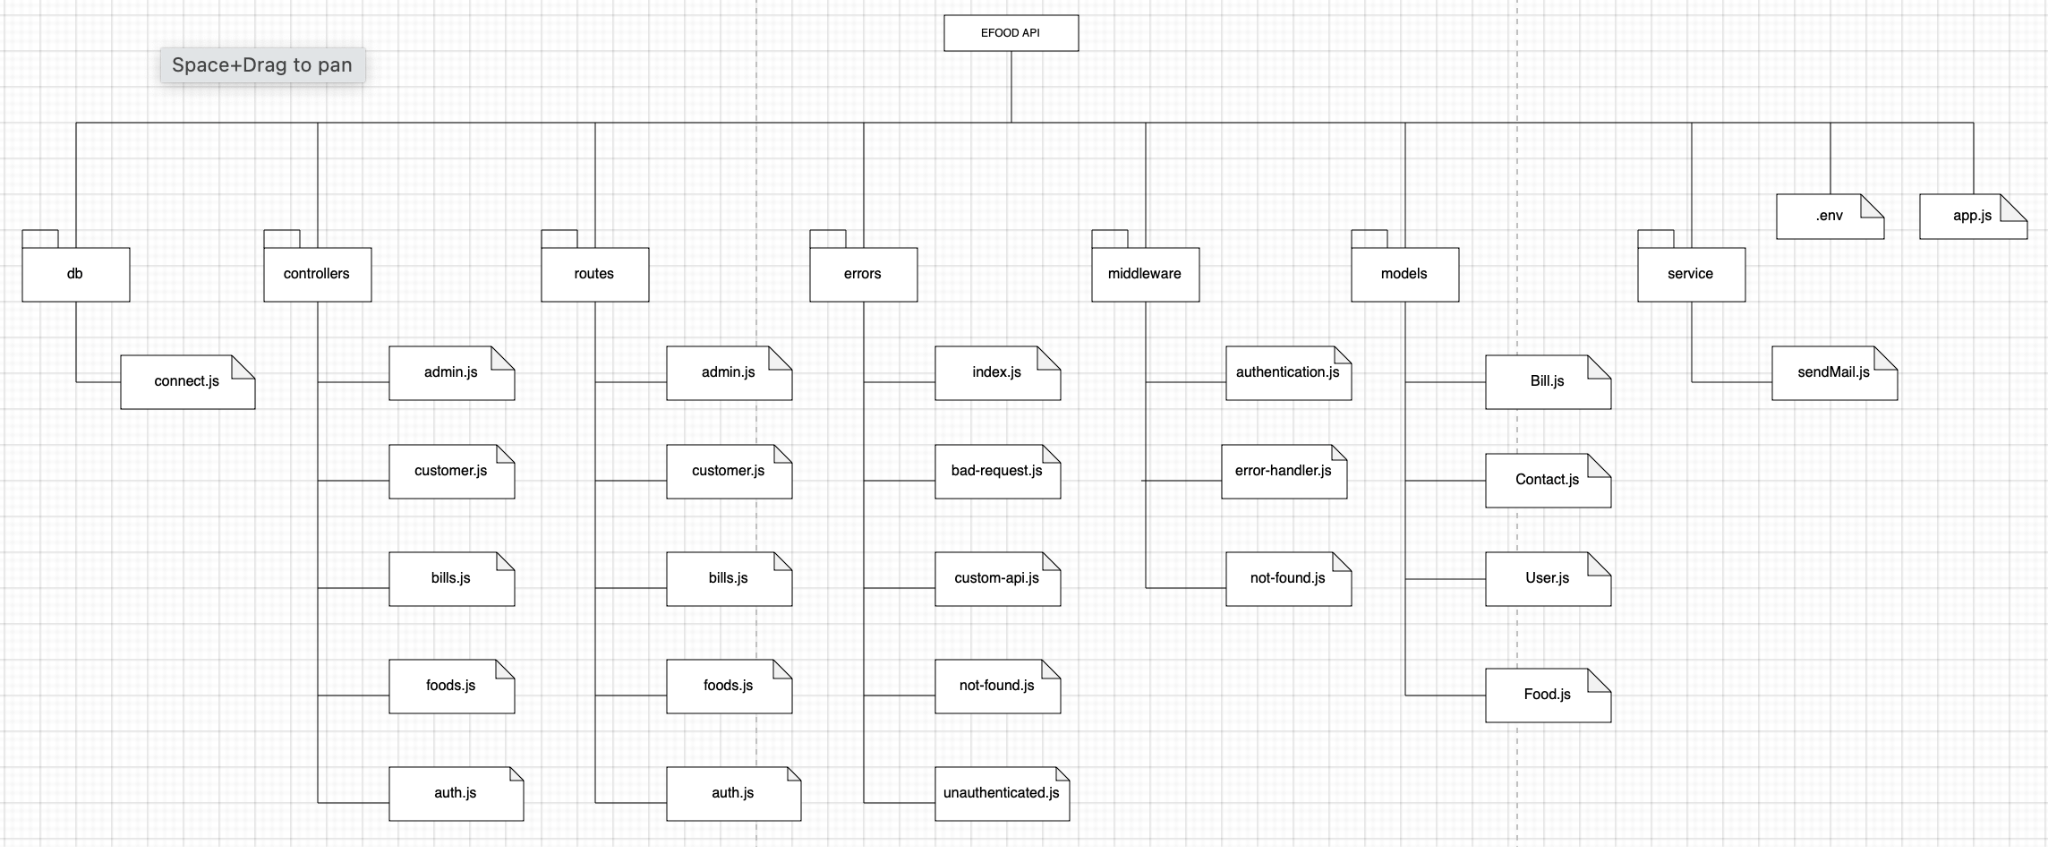 EFOOD API
Space+Drag to pan
.env
app.js
db
controllers
routes
errors
middleware
models
service
connect.js
admin.js
admin.js
index.js
authentication.js
Bill.js
sendMail.js
customer.js
customer.js
bad-request.js
error-handler.js
Contact.js
bills.js
bills.js
custom-api.js
not-found.js
User.js
foods.js
foods.js
not-found.js
Food.js
auth.js
auth.js
unauthenticated.js